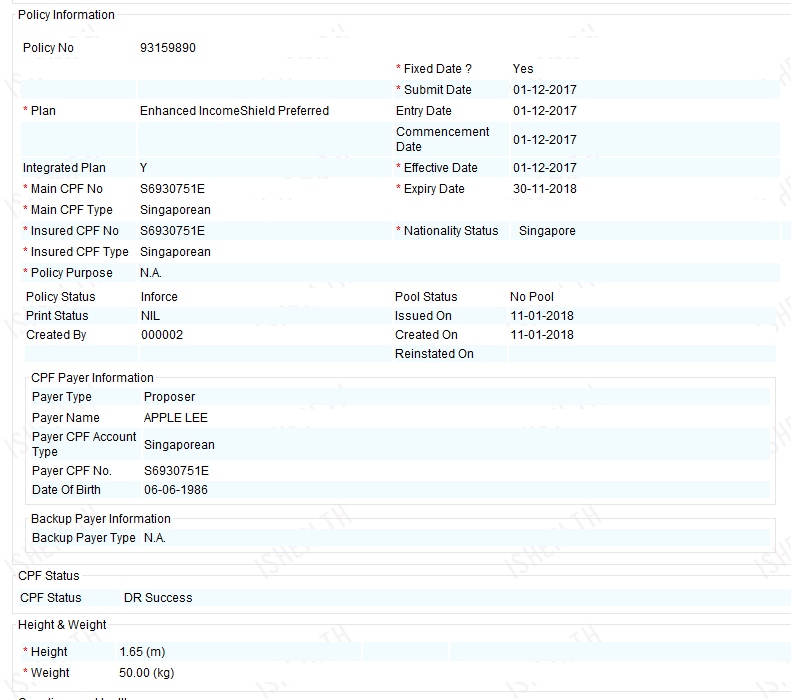 Policy Information
Policy No 93159890
* Fixed Date ? Yes
* Submit Date 01-12-2017
* Plan Enhanced IncomeShield Preferred Entry Date 01-12-2017
Commencement
Date 01-12-2017
Integrated Plan Y * Effective Date 01-12-2017
* Main CPF No S6930751E * Expiry Date 30-11-2018
* Main CPF Type Singaporean
* Insured CPF No S6930751E * Nationality Status Singapore
* Insured CPF Type Singaporean
* Policy Purpose N.A.
Policy Status Inforce Pool Status No Pool
Print Status NIL Issued On 11-01-2018
Created By 000002 Created On 11-01-2018
Reinstated On
CPF Payer Information
Payer Type Proposer
Payer Name APPLE LEE
Payer CPF Account
Type Singaporean
Payer CPF No. S6930751E
Date Of Birth 06-06-1986
Backup Payer Information
Backup Payer Type N.A.
CPF Status
CPF Status DR Success
Height & Weight
* Height 1.65 (m)
* Weight 50.00 (kg)